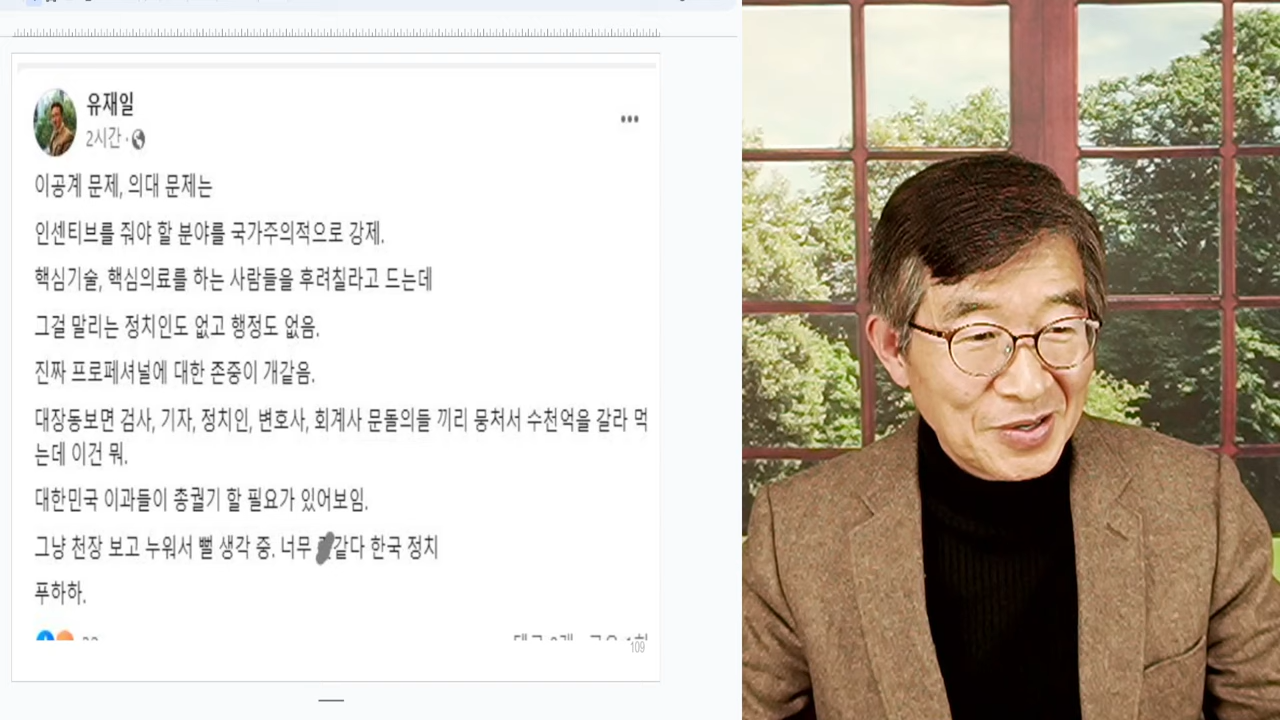 유재일
2시간 ·
이공계 문제, 의대 문제는
인센티브를 줘야 할 분야를 국가주의적으로 강제.
핵심기술, 핵심의료를 하는 사람들을 후려칠라고 드는데
그걸 말리는 정치인도 없고 행정도 없음.
진짜 프로페셔널에 대한 존중이 개같음.
대장동보면 검사, 기자, 정치인, 변호사, 회계사 문돌의들 끼리 뭉쳐서 수천억을 갈라 먹
는데 이건 뭐.
대한민국 이과들이 총궐기 할 필요가 있어보임.
그냥 천장 보고 누워서 뻘 생각 중. 너무 같다 한국 정치
푸하하.
109